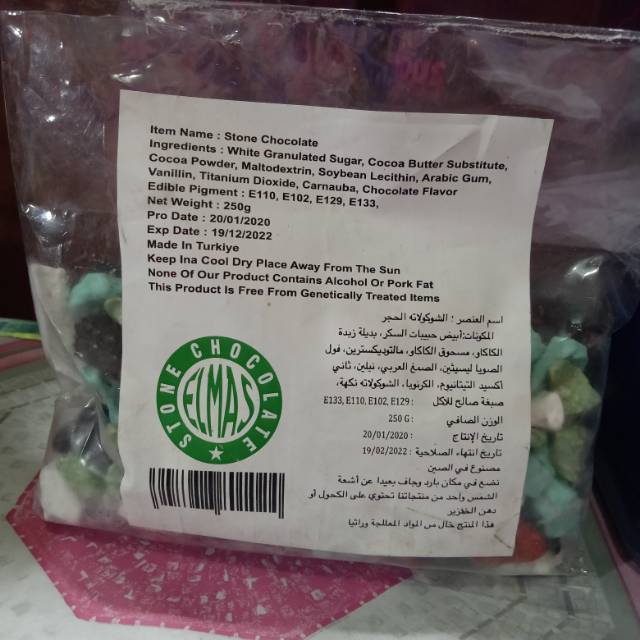 Item Name : Stone Chocolate
Ingredients : White Granulated Sugar, Cocoa Butter Substitute,
Cocoa Powder, Maltodextrin, Soybean Lecithin, Arabic Gum,
Vanillin, Titanium Dioxide, Carnauba, Chocolate Flavor
Edible Pigment : E110, E102, E129, E133,
Net Weight : 250g
Pro Date : 20/01/2020
Exp Date : 19/12/2022
Made In Turkiye
Keep Ina Cool Dry Place Away From The Sun
None Of Our Product Contains Alcohol Or Pork Fat
This Product Is Free From Genetically Treated Items
اسم العنصر : الشوكولاته الحجر
المكونات:أبيض حبيبات السكر، بديلة زبدة
الكاكاو، مسحوق الكاكاو، مالتوديكسترين، فول
الصويا ليسيثين، الصمغ العربي، نيلين، ثاني
اكسيد التيتانيوم، الكرنوبا، الشوكولاته نكهة،
صبغة صالح للأكل : E133, E110, E102, E129
الوزن الصافي : 250 G
تاريخ الإنتاج : 20/01/2020
تاريخ انتهاء الصلاحية : 19/02/2022
مصنوع في الصين
نضع في مكان بارد وجاف بعيدا عن أشعة
الشمس واحد من منتجاتنا تحتوي على الكحول أو
دهن الخنزير
هذا المنتج خال من المواد المعالجة وراثيا
STONE CHOCOLATE
ELMAS